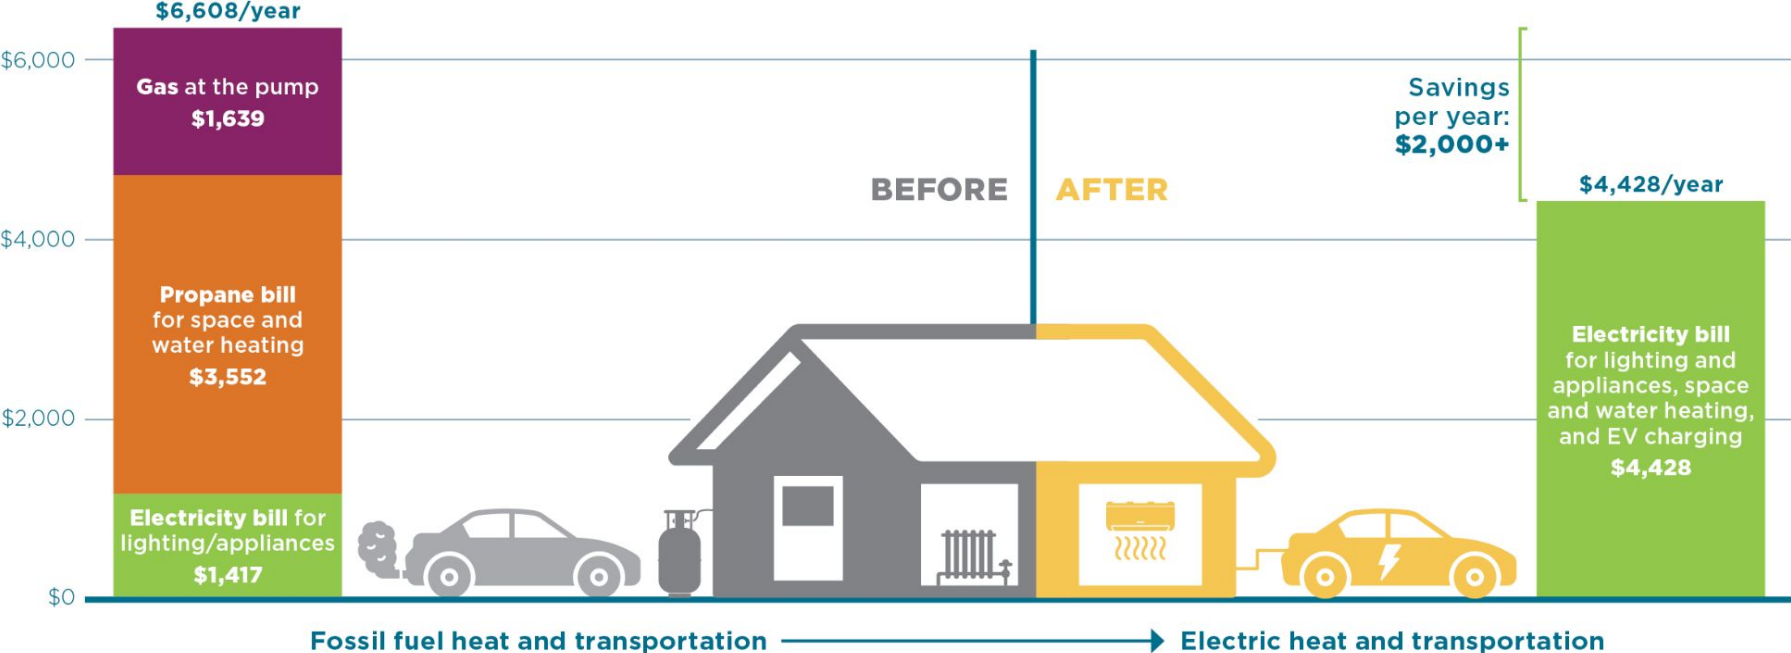 $6,608/year
$6,000
$4,000
$2,000
$0
Gas at the pump
$1,639
Propane bill
for space and
water heating
$3,552
Electricity bill for
lighting/appliances
$1,417
BEFORE
AFTER
Savings
per year:
$2,000+
$4,428/year
Electricity bill
for lighting and
appliances, space
and water heating,
and EV charging
$4,428
Fossil fuel heat and transportation
Electric heat and transportation